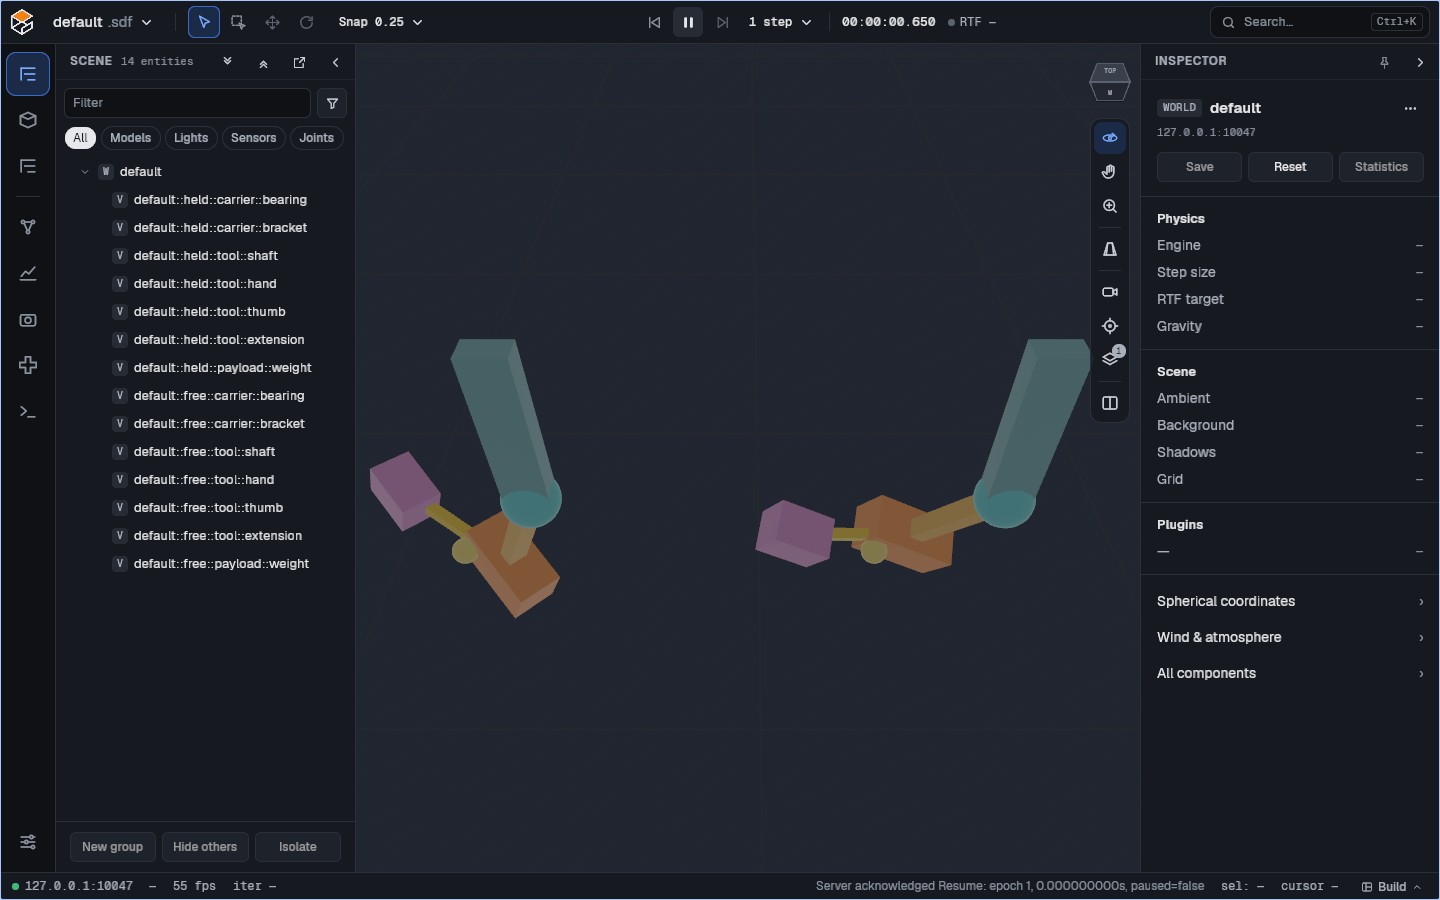 default .sdf
Snap 0.25
1 step
00:00:00.650
RTF –
Search...
Ctrl+K
SCENE 14 entities
Filter
All
Models
Lights
Sensors
Joints
W default
V default::held::carrier::bearing
V default::held::carrier::bracket
V default::held::tool::shaft
V default::held::tool::hand
V default::held::tool::thumb
V default::held::tool::extension
V default::held::payload::weight
V default::free::carrier::bearing
V default::free::carrier::bracket
V default::free::tool::shaft
V default::free::tool::hand
V default::free::tool::thumb
V default::free::tool::extension
V default::free::payload::weight
New group
Hide others
Isolate
TOP
1
INSPECTOR
WORLD default
127.0.0.1:10047
Save
Reset
Statistics
Physics
Engine –
Step size –
RTF target –
Gravity –
Scene
Ambient –
Background –
Shadows –
Grid –
Plugins
— –
Spherical coordinates
Wind & atmosphere
All components
127.0.0.1:10047 – 55 fps iter –
Server acknowledged Resume: epoch 1, 0.000000000s, paused=false
sel: –
cursor –
Build